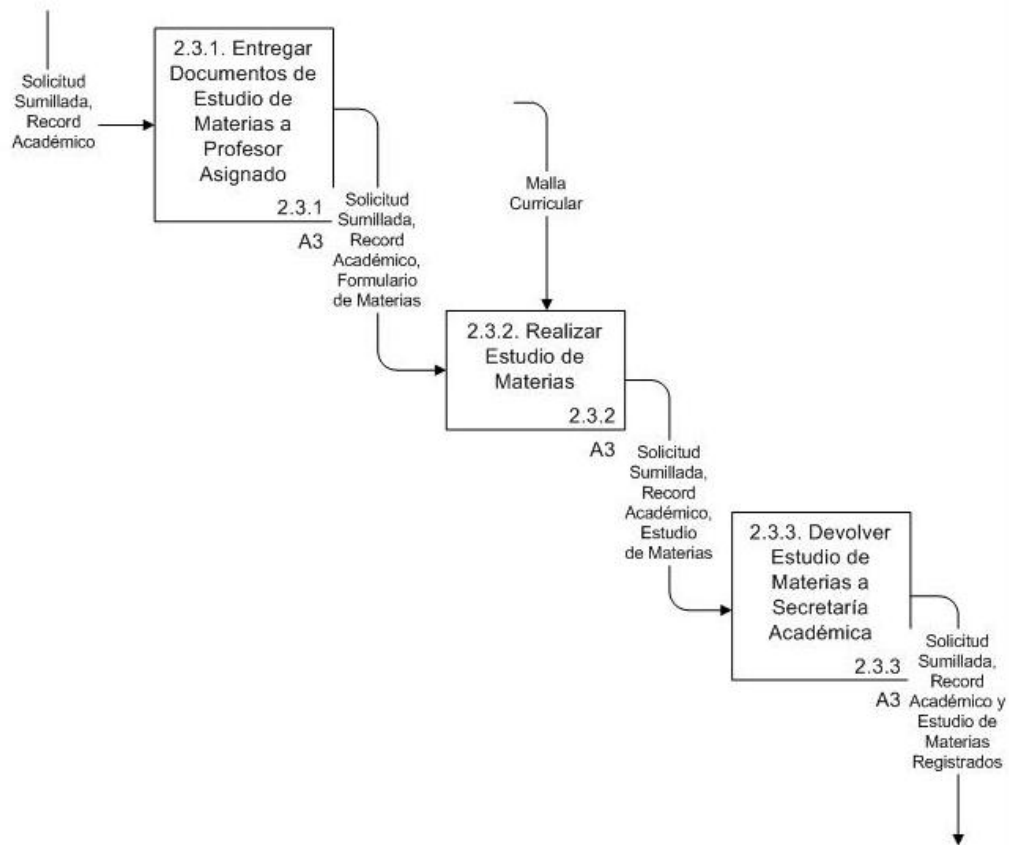 Solicitud
Sumillada,
Record
Académico
2.3.1. Entregar
Documentos de
Estudio de
Materias a
Profesor
Asignado
2.3.1
A3
Solicitud
Sumillada,
Record
Académico,
Formulario
de Materias
Malla
Curricular
2.3.2. Realizar
Estudio de
Materias
2.3.2
A3
Solicitud
Sumillada,
Record
Académico,
Estudio
de Materias
2.3.3. Devolver
Estudio de
Materias a
Secretaría
Académica
2.3.3
A3
Solicitud
Sumillada,
Record
Académico y
Estudio de
Materias
Registrados